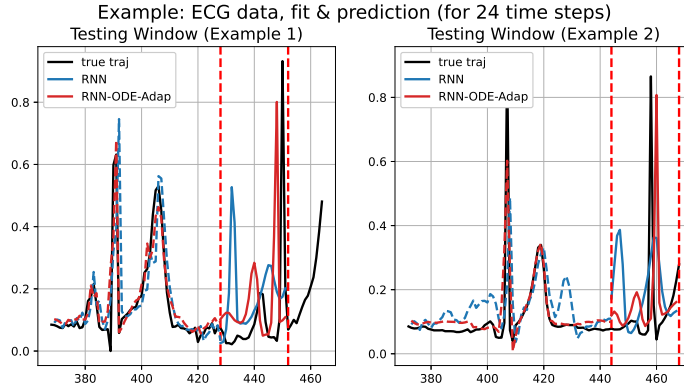 Example: ECG data, fit & prediction (for 24 time steps)
Testing Window (Example 1)
true traj
RNN
RNN-ODE-Adap
0.8
0.6
0.4
0.2
0.0
380 400 420 440 460
Testing Window (Example 2)
true traj
RNN
RNN-ODE-Adap
0.8
0.6
0.4
0.2
0.0
380 400 420 440 460